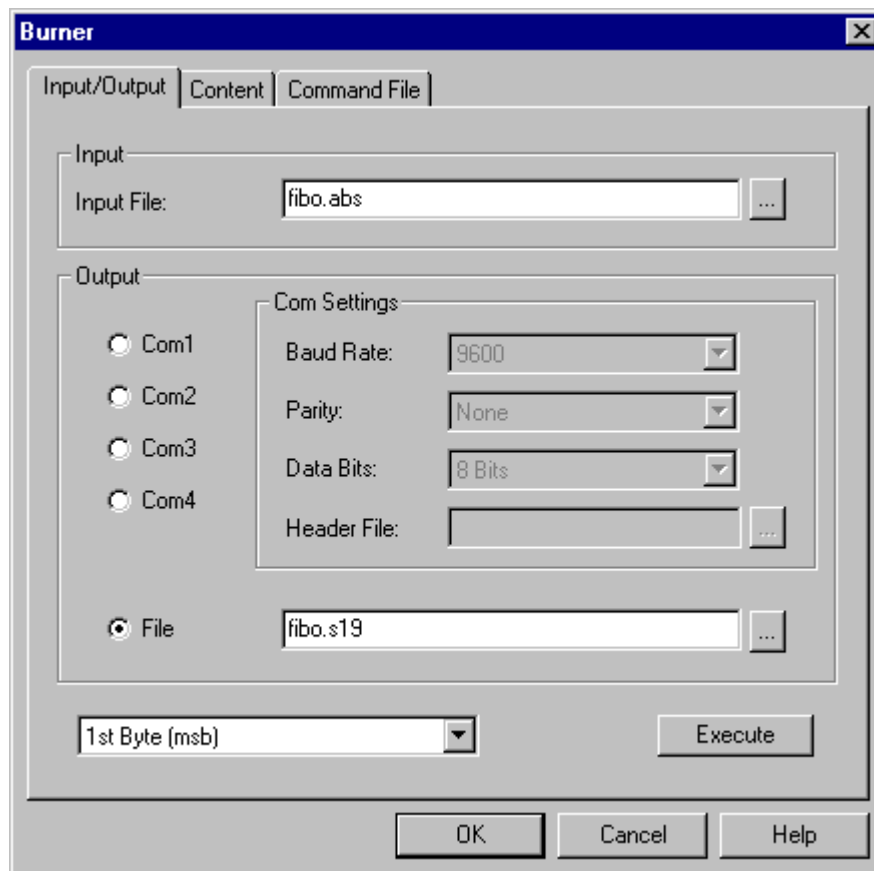 Burner
Input/Output Content Command File
Input
Input File: fibo.abs ...
Output
Com Settings
Com1
Baud Rate: 9600
Com2
Parity: None
Com3
Data Bits: 8 Bits
Com4
Header File: ...
File fibo.s19 ...
1st Byte (msb) Execute
OK Cancel Help